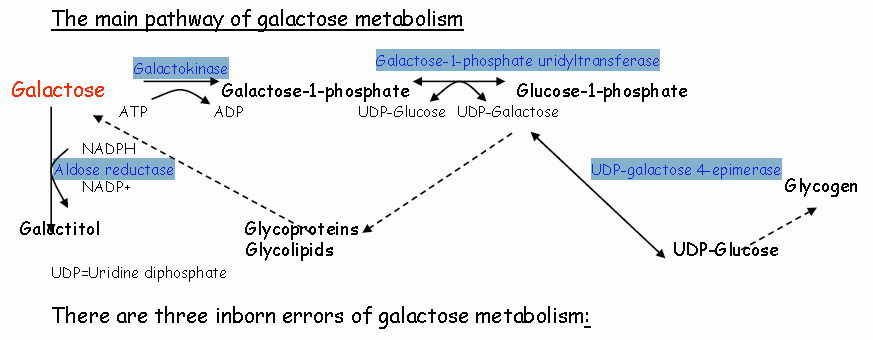 The main pathway of galactose metabolism
Galactokinase
Galactose-1-phosphate uridyltransferase
Galactose
Galactose-1-phosphate
Glucose-1-phosphate
ATP
ADP
UDP-Glucose
UDP-Galactose
NADPH
Aldose reductase
NADP+
UDP-galactose 4-epimerase
Glycogen
Galactitol
Glycoproteins
Glycolipids
UDP-Glucose
UDP=Uridine diphosphate
There are three inborn errors of galactose metabolism: